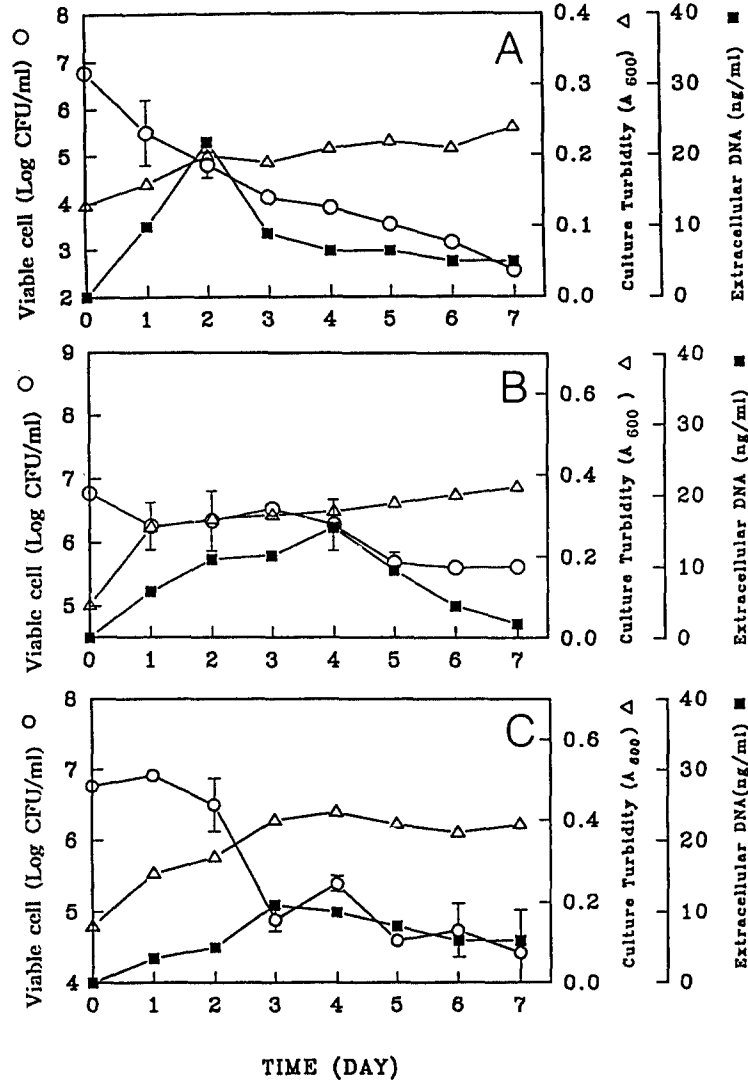 A
Viable cell (Log CFU/ml)
8
7
6
5
4
3
2
0 1 2 3 4 5 6 7
0.4
0.3
0.2
0.1
0.0
Culture Turbidity (A 600)
40
30
20
10
0
Extracellular DNA (ng/ml)
B
Viable cell (Log CFU/ml)
9
8
7
6
5
0 1 2 3 4 5 6 7
0.6
0.4
0.2
0.0
Culture Turbidity (A 600)
40
30
20
10
0
Extracellular DNA (ng/ml)
C
Viable cell (Log CFU/ml)
8
7
6
5
4
0 1 2 3 4 5 6 7
0.6
0.4
0.2
0.0
Culture Turbidity (A 600)
40
30
20
10
0
Extracellular DNA(ng/ml)
TIME (DAY)